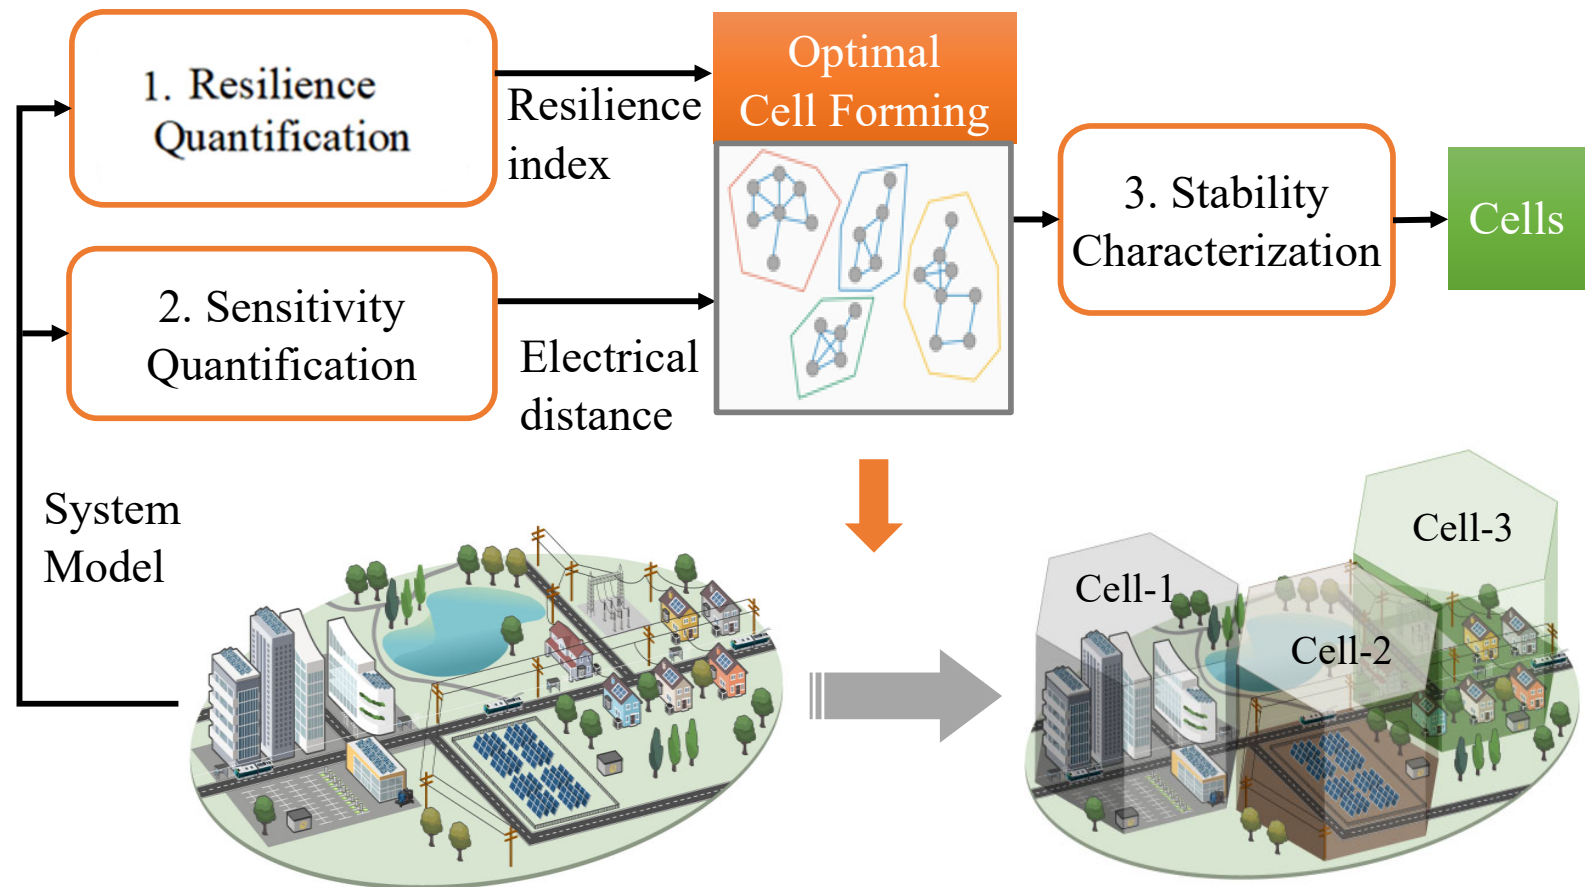 1. Resilience
Quantification
Resilience
index
Optimal
Cell Forming
2. Sensitivity
Quantification
Electrical
distance
3. Stability
Characterization
Cells
System
Model
Cell-1
Cell-2
Cell-3